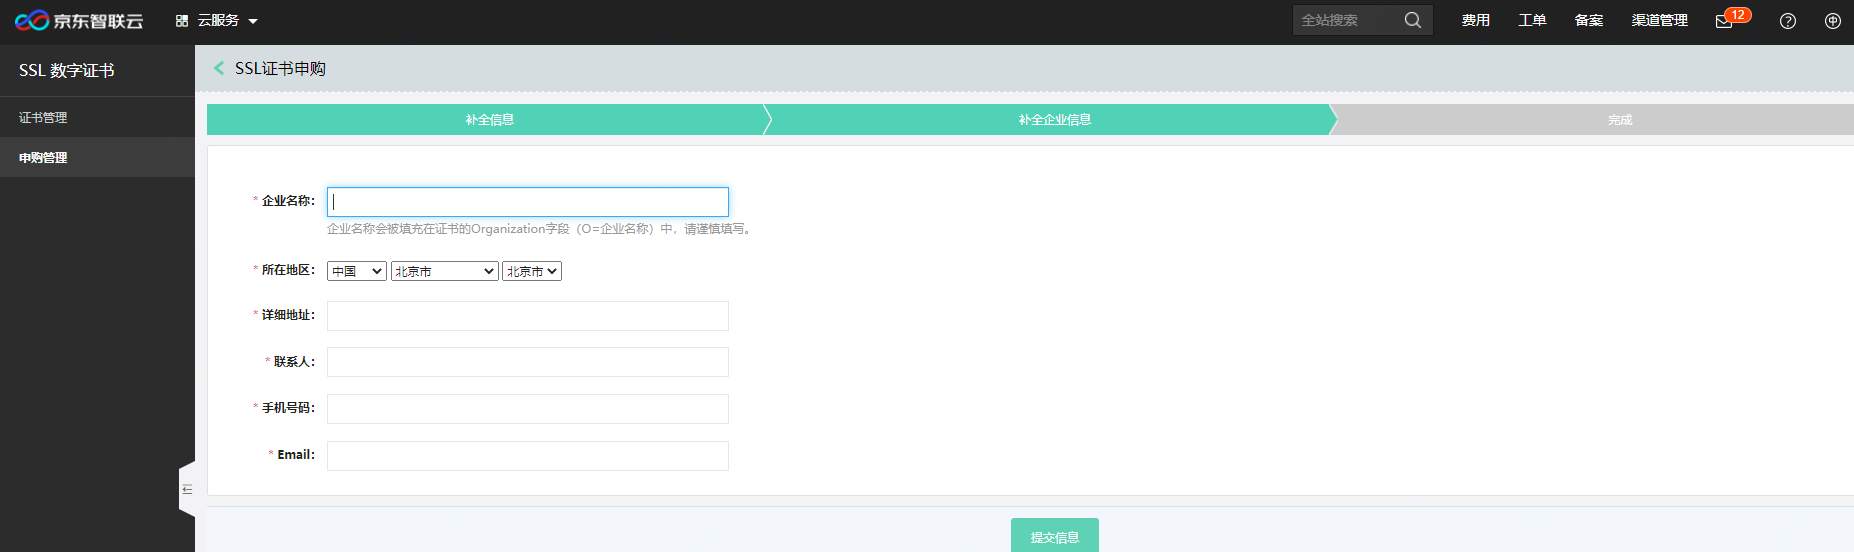 京东智联云 云服务 全站搜索 费用 工单 备案 渠道管理 12
SSL 数字证书
SSL证书申购
证书管理
申购管理
补全信息 补全企业信息 完成
* 企业名称：
企业名称会被填充在证书的Organization字段（O=企业名称）中，请谨慎填写。
* 所在地区： 中国 北京市 北京市
* 详细地址：
* 联系人：
* 手机号码：
* Email：
提交信息